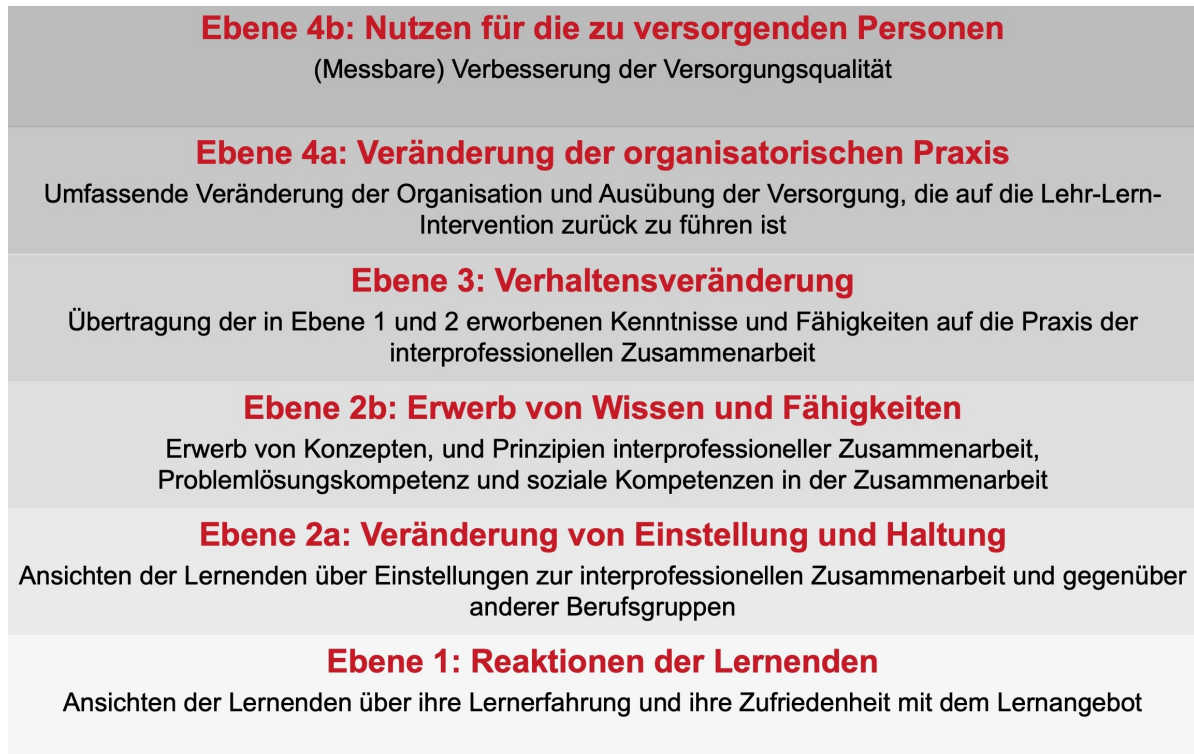 Ebene 4b: Nutzen für die zu versorgenden Personen
(Messbare) Verbesserung der Versorgungsqualität
Ebene 4a: Veränderung der organisatorischen Praxis
Umfassende Veränderung der Organisation und Ausübung der Versorgung, die auf die Lehr-Lern-
Intervention zurück zu führen ist
Ebene 3: Verhaltensveränderung
Übertragung der in Ebene 1 und 2 erworbenen Kenntnisse und Fähigkeiten auf die Praxis der
interprofessionellen Zusammenarbeit
Ebene 2b: Erwerb von Wissen und Fähigkeiten
Erwerb von Konzepten, und Prinzipien interprofessioneller Zusammenarbeit,
Problemlösungskompetenz und soziale Kompetenzen in der Zusammenarbeit
Ebene 2a: Veränderung von Einstellung und Haltung
Ansichten der Lernenden über Einstellungen zur interprofessionellen Zusammenarbeit und gegenüber
anderer Berufsgruppen
Ebene 1: Reaktionen der Lernenden
Ansichten der Lernenden über ihre Lernerfahrung und ihre Zufriedenheit mit dem Lernangebot